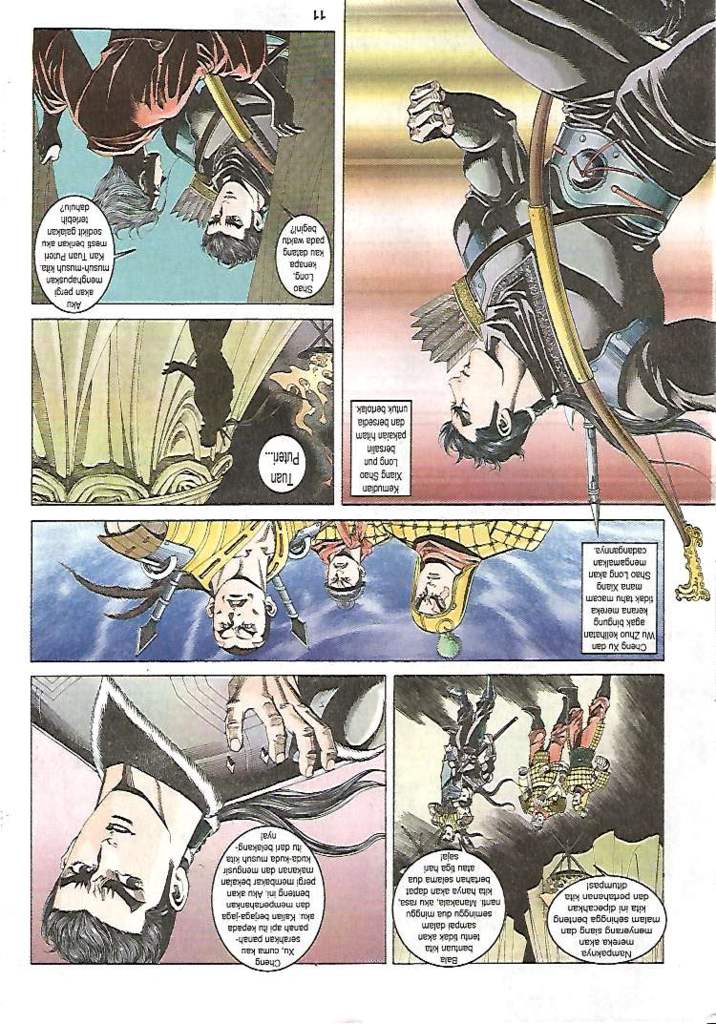 Nampaknya
mereka akan
menyerang siang dan
malam sehingga benteng
kita dipecahkan
dan pertahanan
ditumpas!
Bala
bantuan kita
tentu tidak akan
sampai dalam
seminggu dua minggu
nanti. Mandala, aku rasa,
kita hanya akan dapat
bertahan selama dua
atau tiga hari
saja!
Cheng
Xu, cuma kau
serahkan panah-
panah api itu kepada
aku. Kalian berjaga-jaga
dan mempertahankan
benteng ini. Aku akan
pergi membakar bekalan
makanan dan mengusir
kuda-kuda musuh kita
itu dari belakang-
nya!
Cheng Xu dan
Wu Zhuo kelihatan
agak bingung
kerana mereka
tidak tahu macam
mana Xiang
Shao Long akan
mengamalkan
cadangannya.
Kemudian
Xiang Shao
Long pun
bersalin
pakaian hitam
dan bersedia
untuk bertolak
Tuan
Puteri...
Shao
Long,
kenapa
kau datang
pada waktu
begini?
Aku
akan pergi
menghapuskan
musuh-musuh kita.
Kan Tuan Puteri
mesti berikan aku
sedikit galakan
terlebih
dahulu?
11